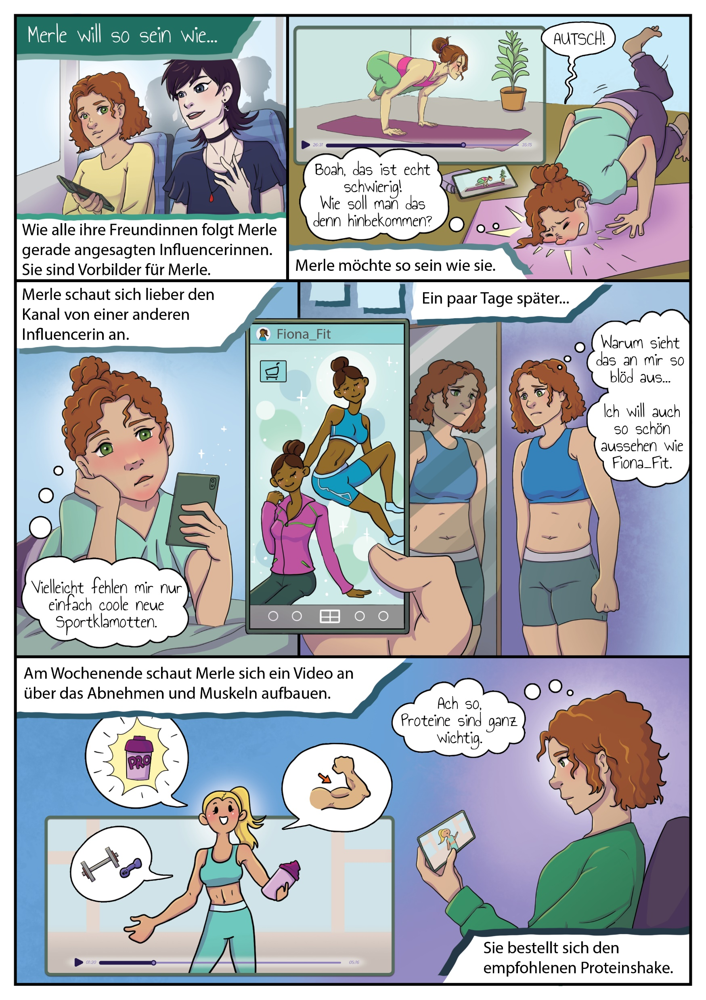 Merle will so sein wie...
Wie alle ihre Freundinnen folgt Merle
gerade angesagten Influencerinnen.
Sie sind Vorbilder für Merle.
AUTSCH!
26:31
35:15
Boah, das ist echt
schwierig!
Wie soll man das
denn hinbekommen?
Merle möchte so sein wie sie.
Merle schaut sich lieber den
Kanal von einer anderen
Influencerin an.
Fiona_Fit
Vielleicht fehlen mir nur
einfach coole neue
Sportklamotten.
Ein paar Tage später...
Warum sieht
das an mir so
blöd aus...
Ich will auch
so schön
aussehen wie
Fiona_Fit.
Am Wochenende schaut Merle sich ein Video an
über das Abnehmen und Muskeln aufbauen.
Ach so,
Proteine sind ganz
wichtig.
PRO
KG
01:20
05:16
Sie bestellt sich den
empfohlenen Proteinshake.